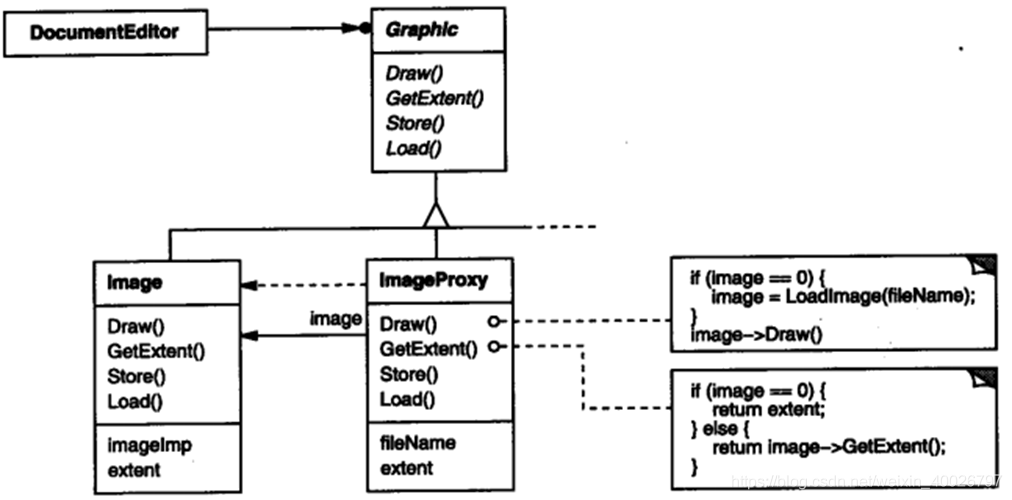 DocumentEditor
Graphic
Draw()
GetExtent()
Store()
Load()
Image
Draw()
GetExtent()
Store()
Load()
imageImp
extent
image
ImageProxy
Draw()
GetExtent()
Store()
Load()
fileName
extent
if (image == 0) {
image = LoadImage(fileName);
}
image->Draw()
if (image == 0) {
return extent;
} else {
return image->GetExtent();
}